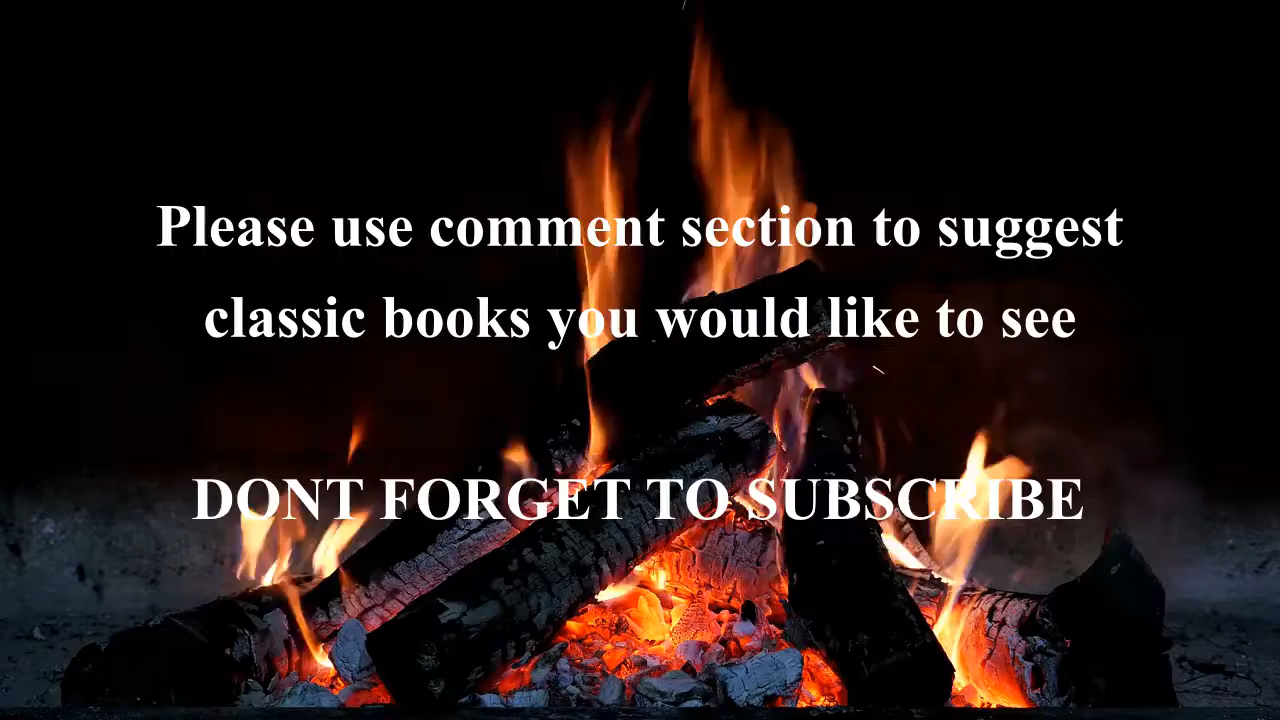 Please use comment section to suggest
classic books you would like to see
DONT FORGET TO SUBSCRIBE